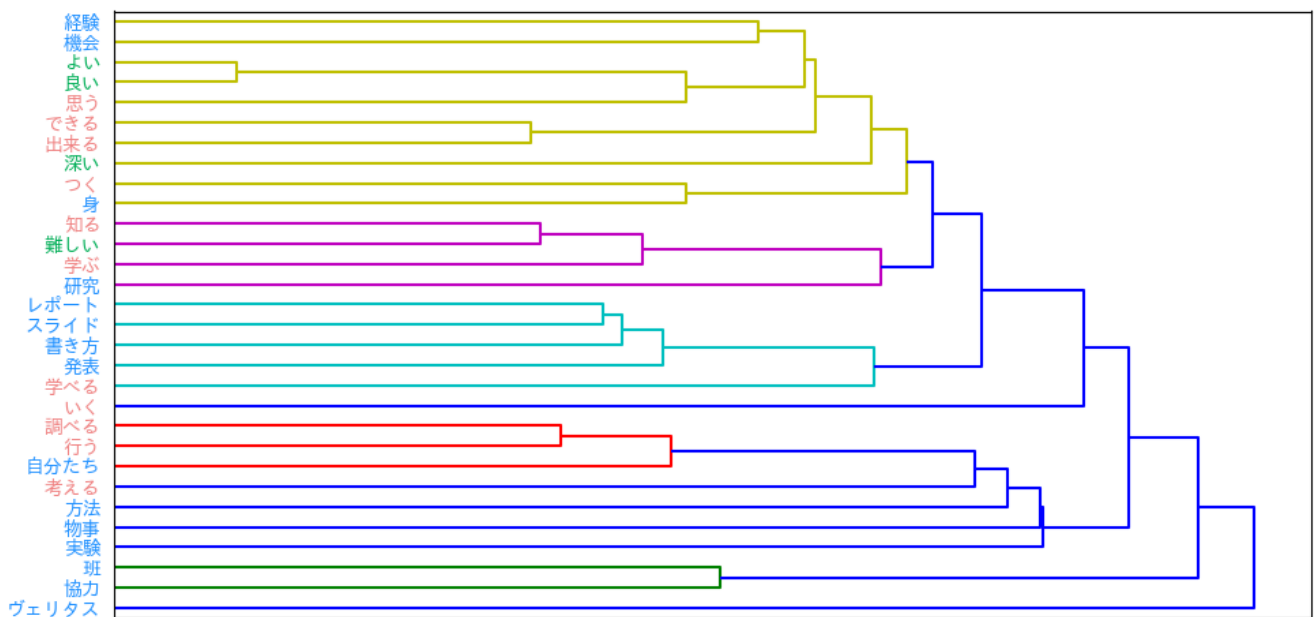 経験
機会
よい
良い
思う
できる
出来る
深い
つく
身
知る
難しい
学ぶ
研究
レポート
スライド
書き方
発表
学べる
いく
調べる
行う
自分たち
考える
方法
物事
実験
班
協力
ヴェリタス